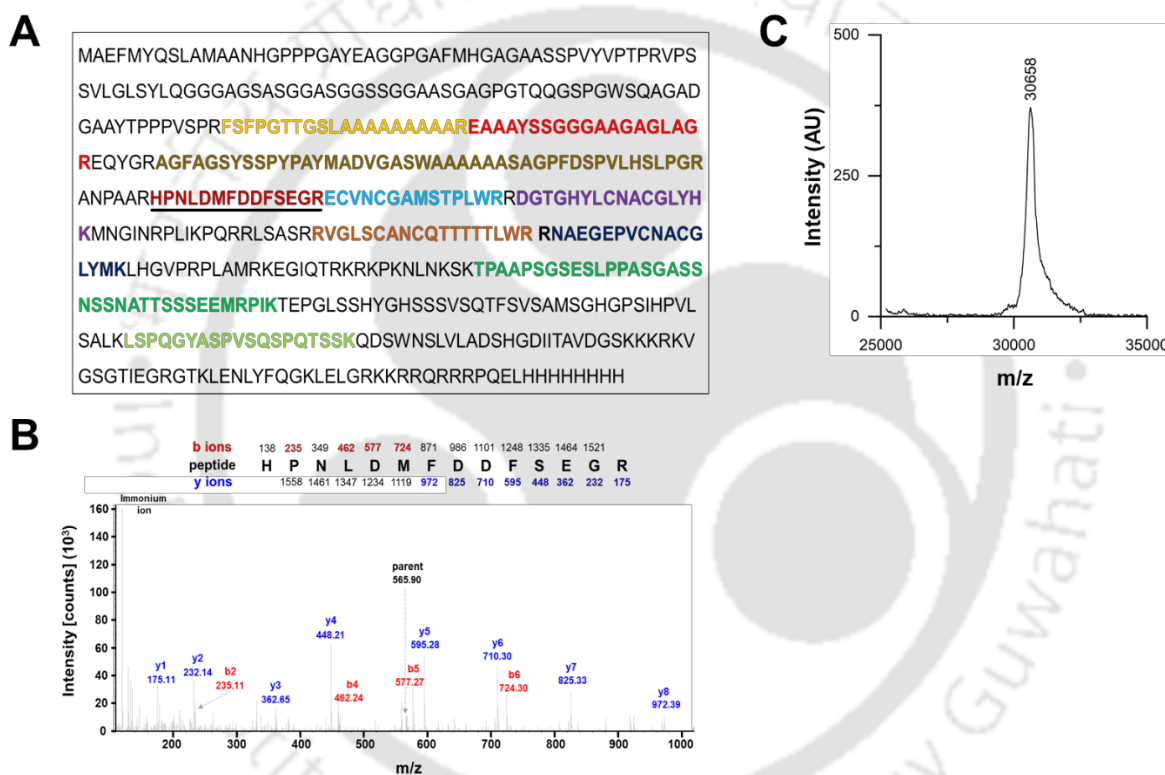 A
MAEFMYQSLAMAANHGPPPGAYEAGGPGAFMHGAGAASSPVYVPTPRVPS
SVLGLSYLQGGGAGSASGGASGGSSGGAASGAGPGTQQGSPGWSQAGAD
GAAYTPPPVSPRFSFPGTTGSLAAAAAAAAAREAAAYSSGGGAAGAGLAG
REQYGRAGFAGSYSSPYPAYMADVGASWAAAAAASAGPFDSPVLHSLPGR
ANPAARHPNLDMFDDFSEGRECVNCGAMSTPLWRRDGTGHYLCNACGLYH
KMNGINRPLIKPQRRLSASRRVGLSCANCQTTTTTLWR RNAEGEPVCNACG
LYMKLHGVPRPLAMRKEGIQTRKRKPKNLNKSKTPAAPSGSESLPPASGASS
NSSNATTSSSEEMRPIKTEPGLSSHYGHSSSVSQTFSVSAMSGHGPSIHPVL
SALKLSPQGYASPVSQSPQTSSKQDSWNSLVLADSHGDIITAVDGSKKKRKV
GSGTIEGRGTKLENLYFQGKLELGRKKRRQRRRPQELHHHHHHHH
C
500
250
0
Intensity (AU)
30658
25000
30000
35000
m/z
B
b ions 138 235 349 462 577 724 871 986 1101 1248 1335 1464 1521
peptide H P N L D M F D D F S E G R
y ions 1558 1461 1347 1234 1119 972 825 710 595 448 362 232 175
Immonium
ion
160
140
120
100
80
60
40
20
0
Intensity [counts] (10³)
y1
175.11
y2
232.14
b2
235.11
y3
362.65
y4
448.21
b4
462.24
parent
565.90
b5
577.27
y5
595.28
y6
710.30
b6
724.30
y7
825.33
y8
972.39
200 300 400 500 600 700 800 900 1000
m/z
y Guwahati